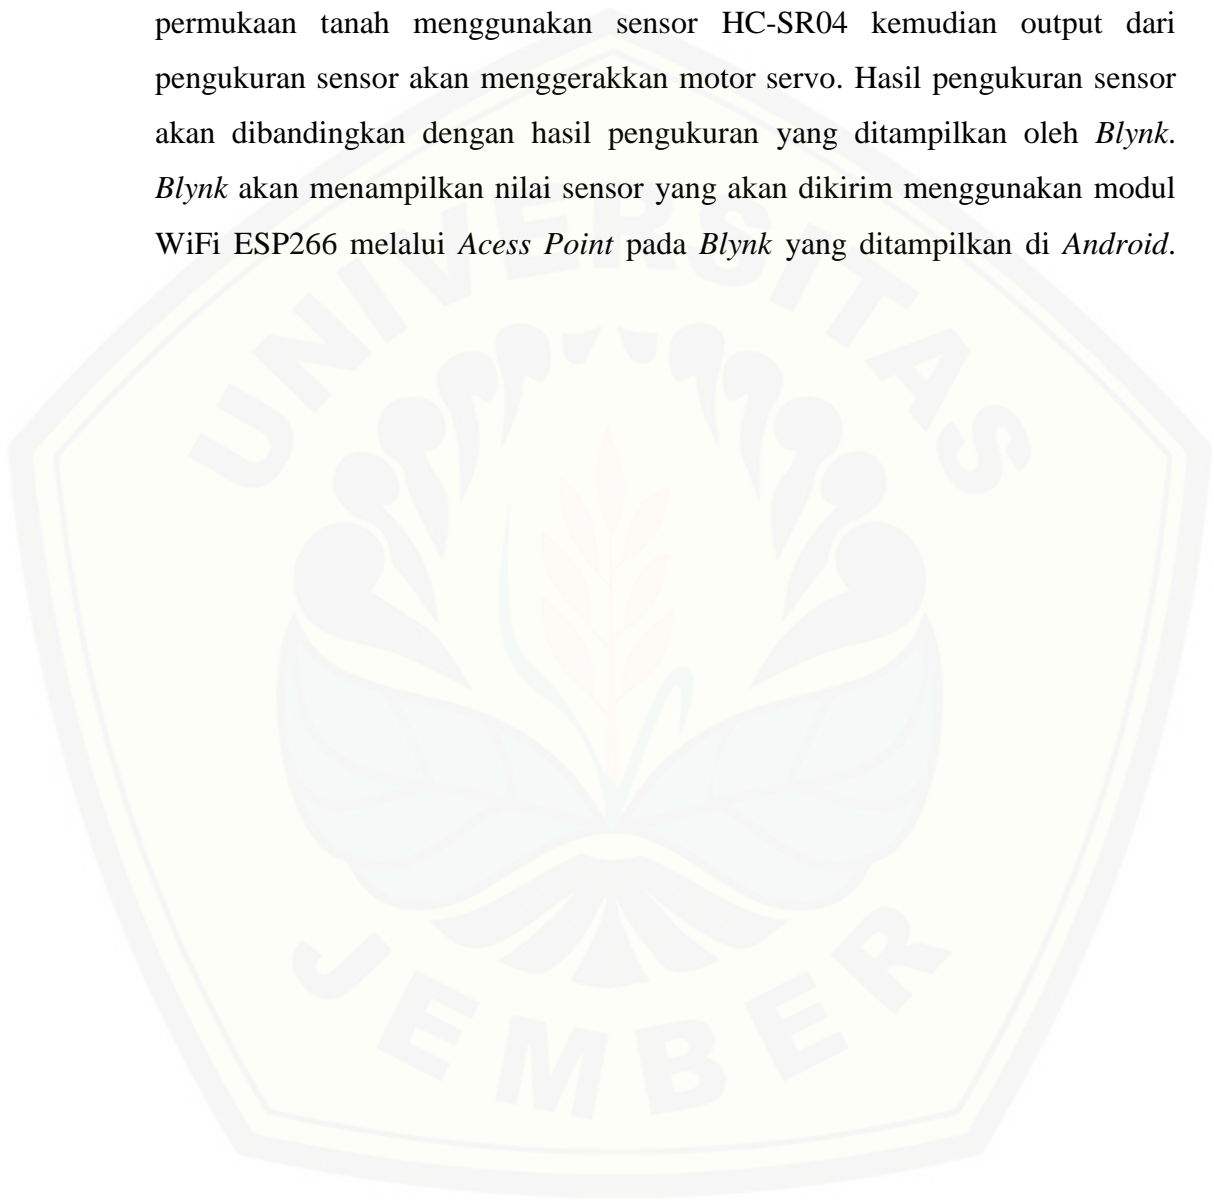 permukaan tanah menggunakan sensor HC-SR04 kemudian output dari
pengukuran sensor akan menggerakkan motor servo. Hasil pengukuran sensor
akan dibandingkan dengan hasil pengukuran yang ditampilkan oleh Blynk.
Blynk akan menampilkan nilai sensor yang akan dikirim menggunakan modul
WiFi ESP266 melalui Acess Point pada Blynk yang ditampilkan di Android.
UNIVERSITAS
JEMBER